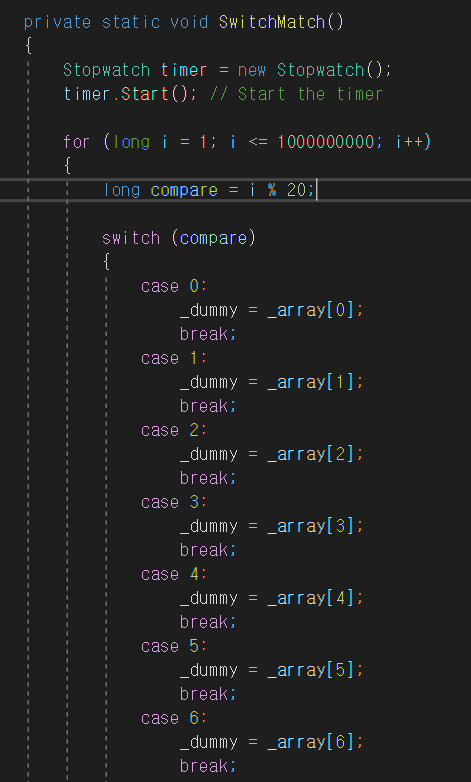 private static void SwitchMatch()
{
Stopwatch timer = new Stopwatch();
timer.Start(); // Start the timer
for (long i = 1; i <= 1000000000; i++)
{
long compare = i % 20;
switch (compare)
{
case 0:
_dummy = _array[0];
break;
case 1:
_dummy = _array[1];
break;
case 2:
_dummy = _array[2];
break;
case 3:
_dummy = _array[3];
break;
case 4:
_dummy = _array[4];
break;
case 5:
_dummy = _array[5];
break;
case 6:
_dummy = _array[6];
break;